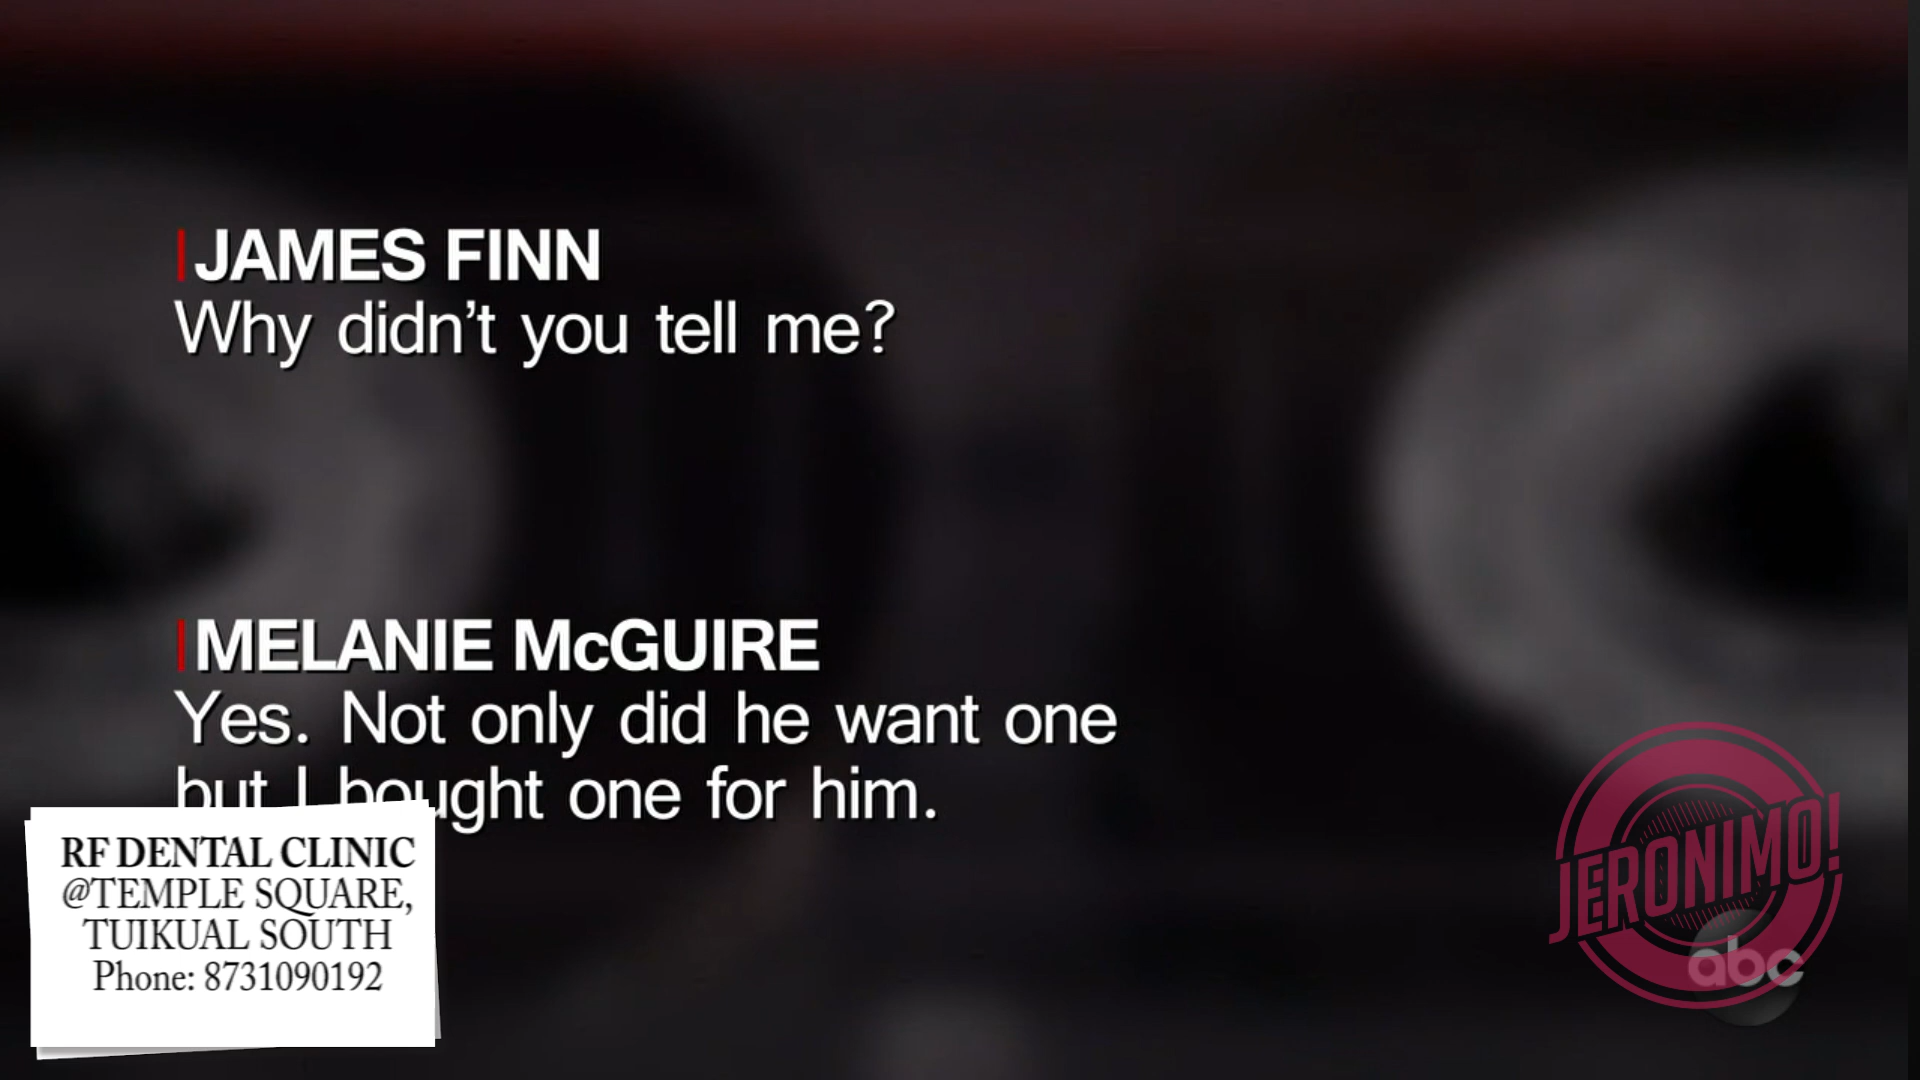 JAMES FINN
Why didn't you tell me?
MELANIE McGUIRE
Yes. Not only did he want one
but I bought one for him.
RF DENTAL CLINIC
@TEMPLE SQUARE,
TUIKUAL SOUTH
Phone: 8731090192
JERONIMO!
abc